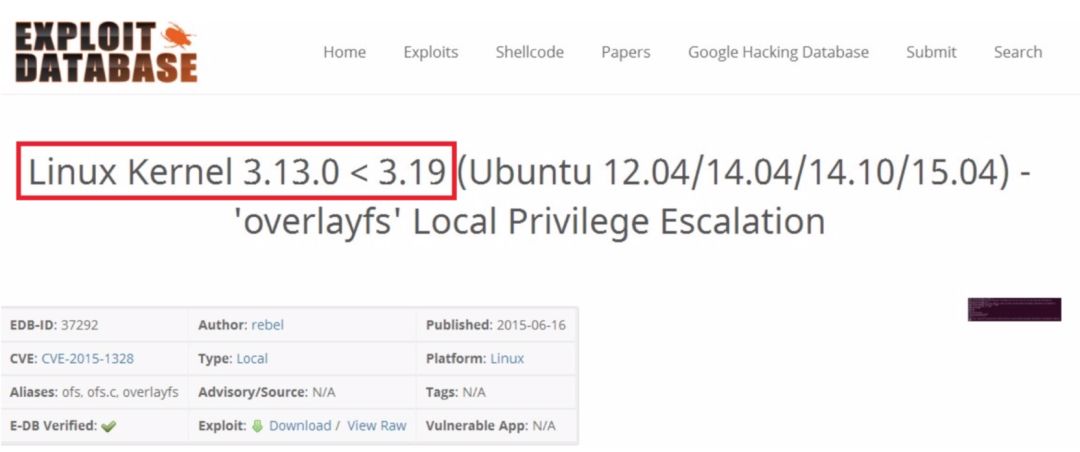 EXPLOIT
DATABASE
Home Exploits Shellcode Papers Google Hacking Database Submit Search
Linux Kernel 3.13.0 < 3.19 (Ubuntu 12.04/14.04/14.10/15.04) -
'overlayfs' Local Privilege Escalation
EDB-ID: 37292 Author: rebel Published: 2015-06-16
CVE: CVE-2015-1328 Type: Local Platform: Linux
Aliases: ofs, ofs.c, overlayfs Advisory/Source: N/A Tags: N/A
E-DB Verified: Exploit: Download / View Raw Vulnerable App: N/A